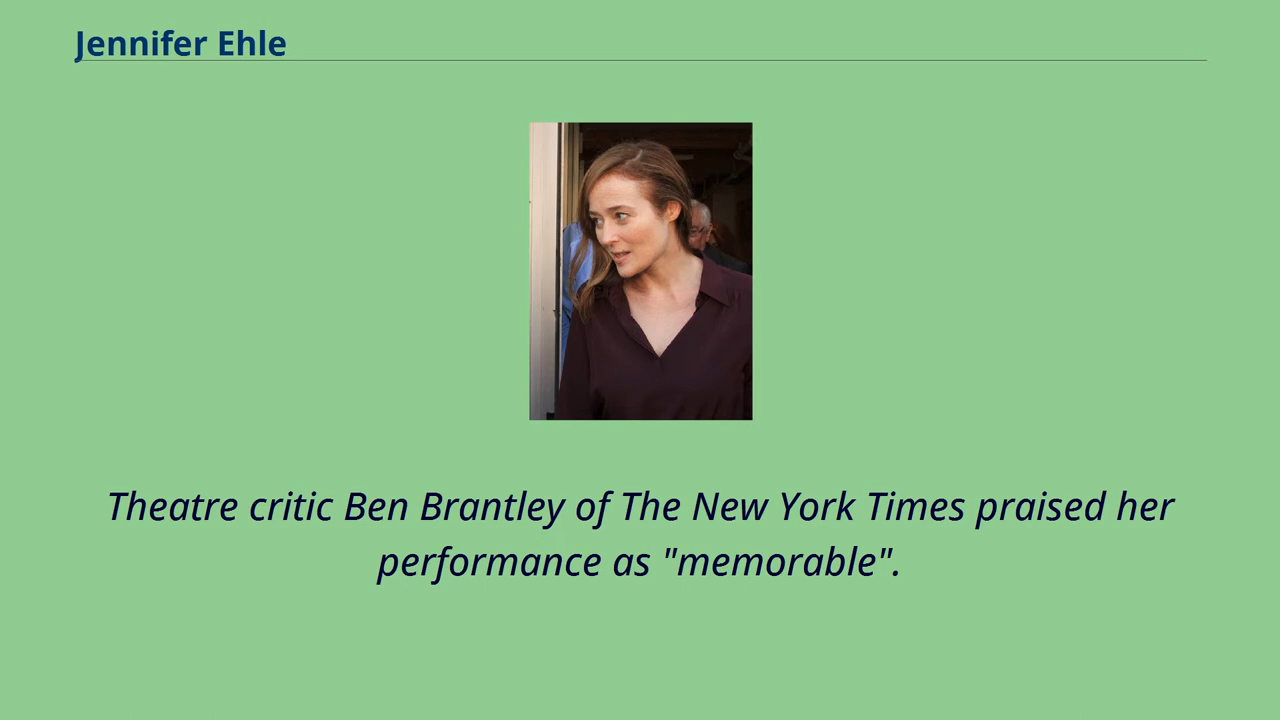 Jennifer Ehle
Theatre critic Ben Brantley of The New York Times praised her
performance as "memorable".